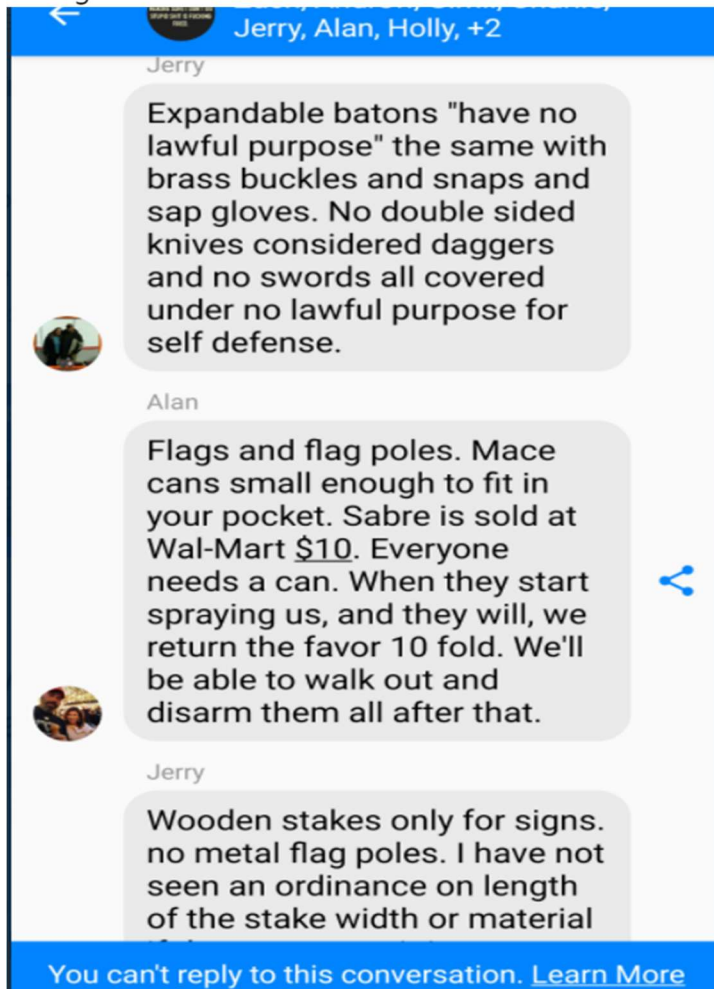 Jerry, Alan, Holly, +2
Jerry
Expandable batons "have no
lawful purpose" the same with
brass buckles and snaps and
sap gloves. No double sided
knives considered daggers
and no swords all covered
under no lawful purpose for
self defense.
Alan
Flags and flag poles. Mace
cans small enough to fit in
your pocket. Sabre is sold at
Wal-Mart $10. Everyone
needs a can. When they start
spraying us, and they will, we
return the favor 10 fold. We'll
be able to walk out and
disarm them all after that.
Jerry
Wooden stakes only for signs.
no metal flag poles. I have not
seen an ordinance on length
of the stake width or material
You can't reply to this conversation. Learn More